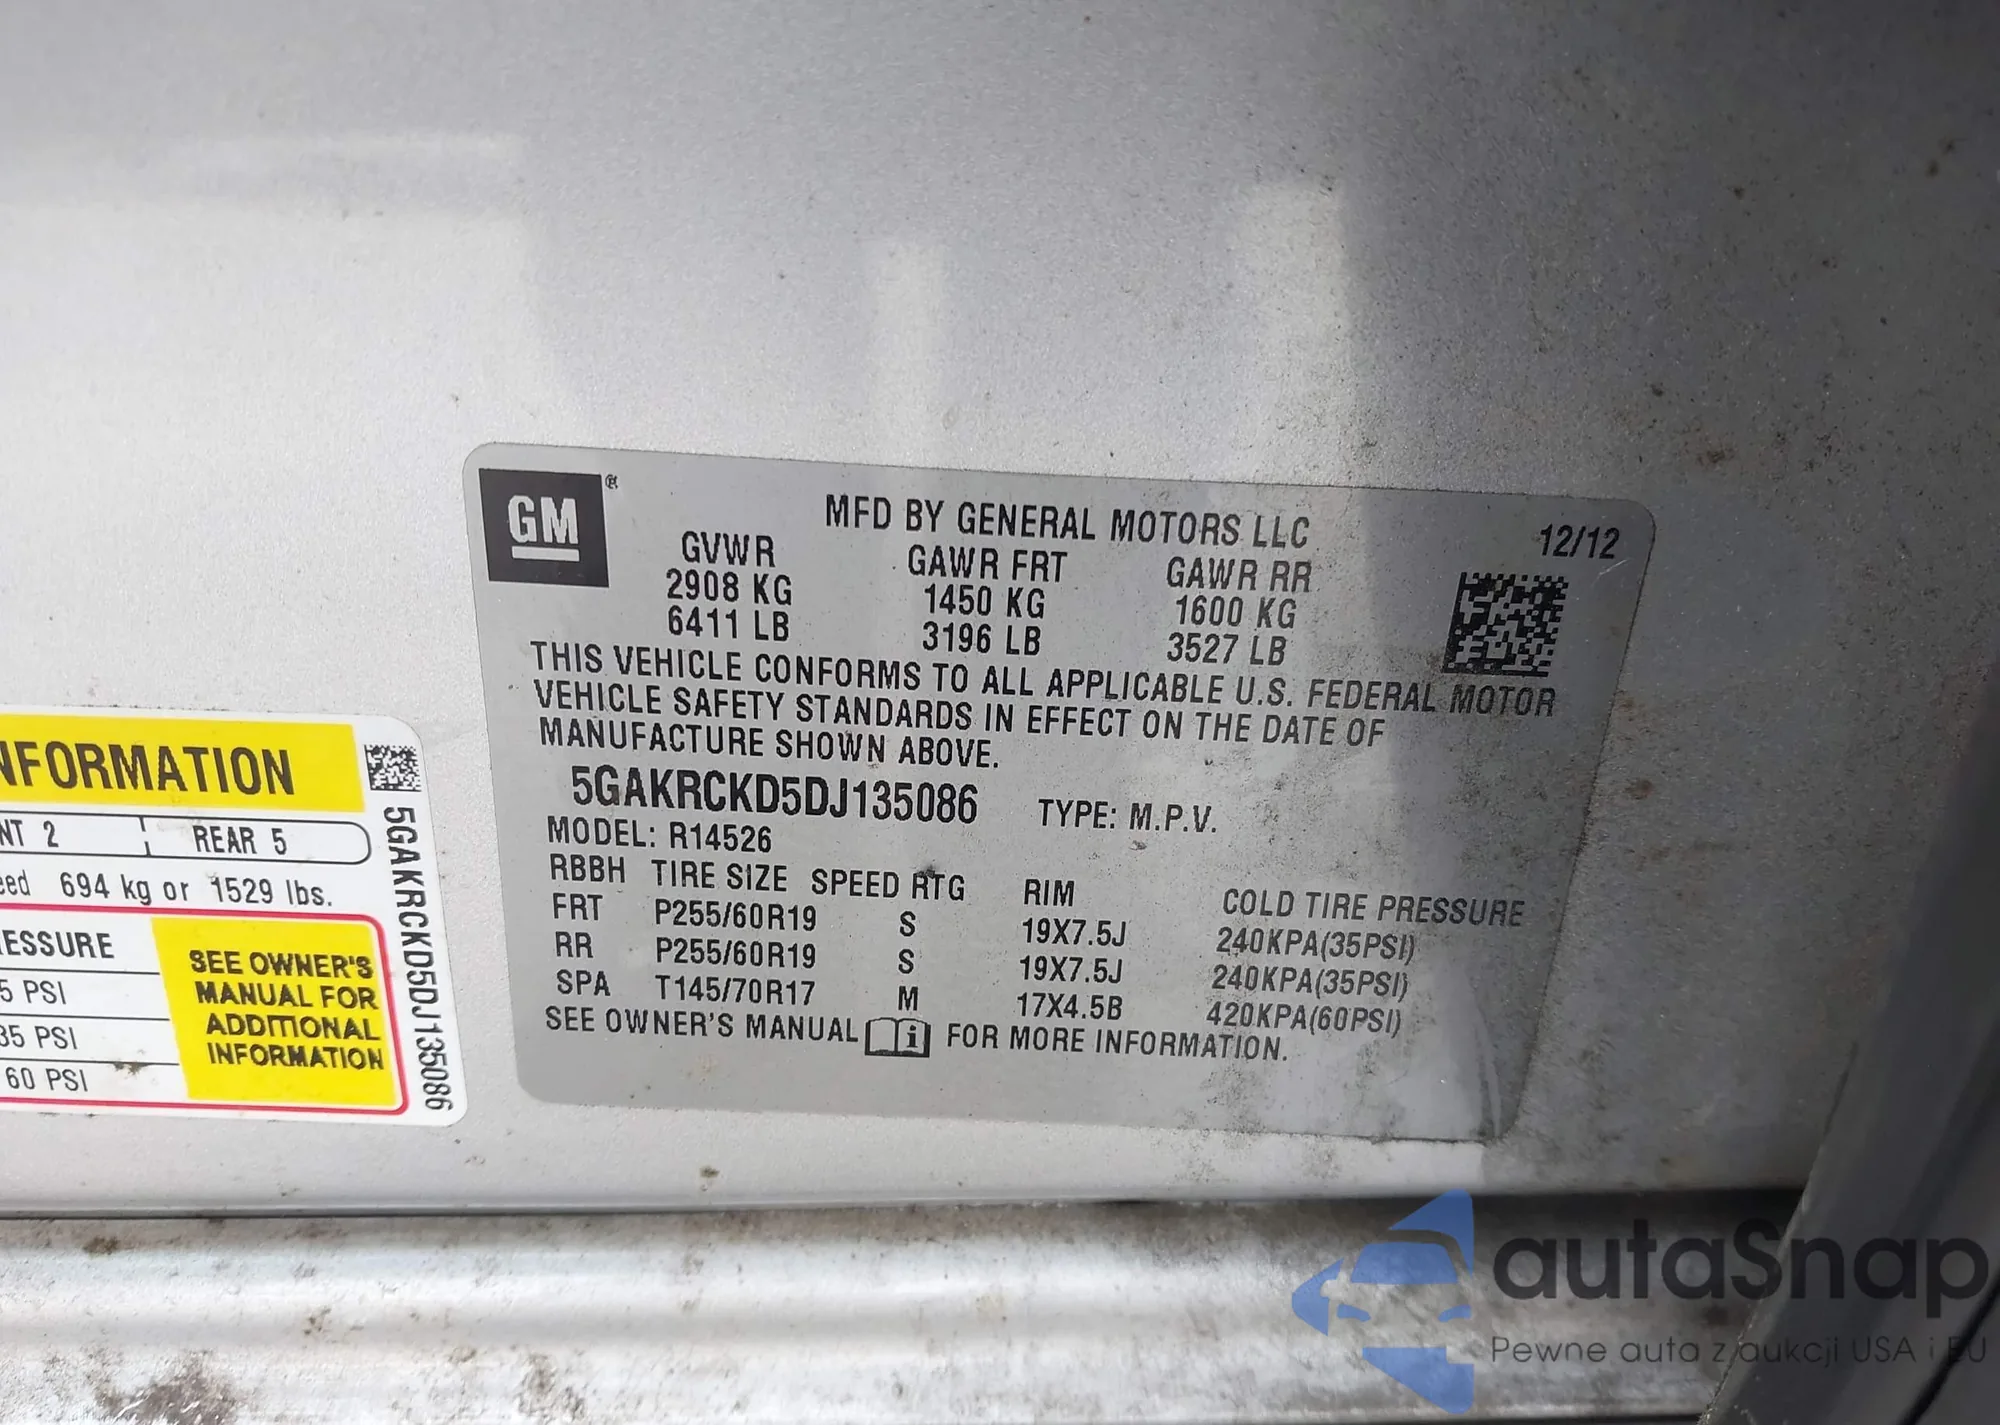 GM
MFD BY GENERAL MOTORS LLC
12/12
GVWR GAWR FRT GAWR RR
2908 KG 1450 KG 1600 KG
6411 LB 3196 LB 3527 LB
THIS VEHICLE CONFORMS TO ALL APPLICABLE U.S. FEDERAL MOTOR
VEHICLE SAFETY STANDARDS IN EFFECT ON THE DATE OF
MANUFACTURE SHOWN ABOVE.
5GAKRCKD5DJ135086 TYPE: M.P.V.
MODEL: R14526
RBBH TIRE SIZE SPEED RTG RIM COLD TIRE PRESSURE
FRT P255/60R19 S 19X7.5J 240KPA(35PSI)
RR P255/60R19 S 19X7.5J 240KPA(35PSI)
SPA T145/70R17 M 17X4.5B 420KPA(60PSI)
SEE OWNER'S MANUAL i FOR MORE INFORMATION.
NFORMATION
NT 2 REAR 5
eed 694 kg or 1529 lbs.
ESSURE
5 PSI
35 PSI
60 PSI
SEE OWNER'S
MANUAL FOR
ADDITIONAL
INFORMATION
5GAKRCKD5DJ135086
autaSnap
Pewne auta z aukcji USA i EU